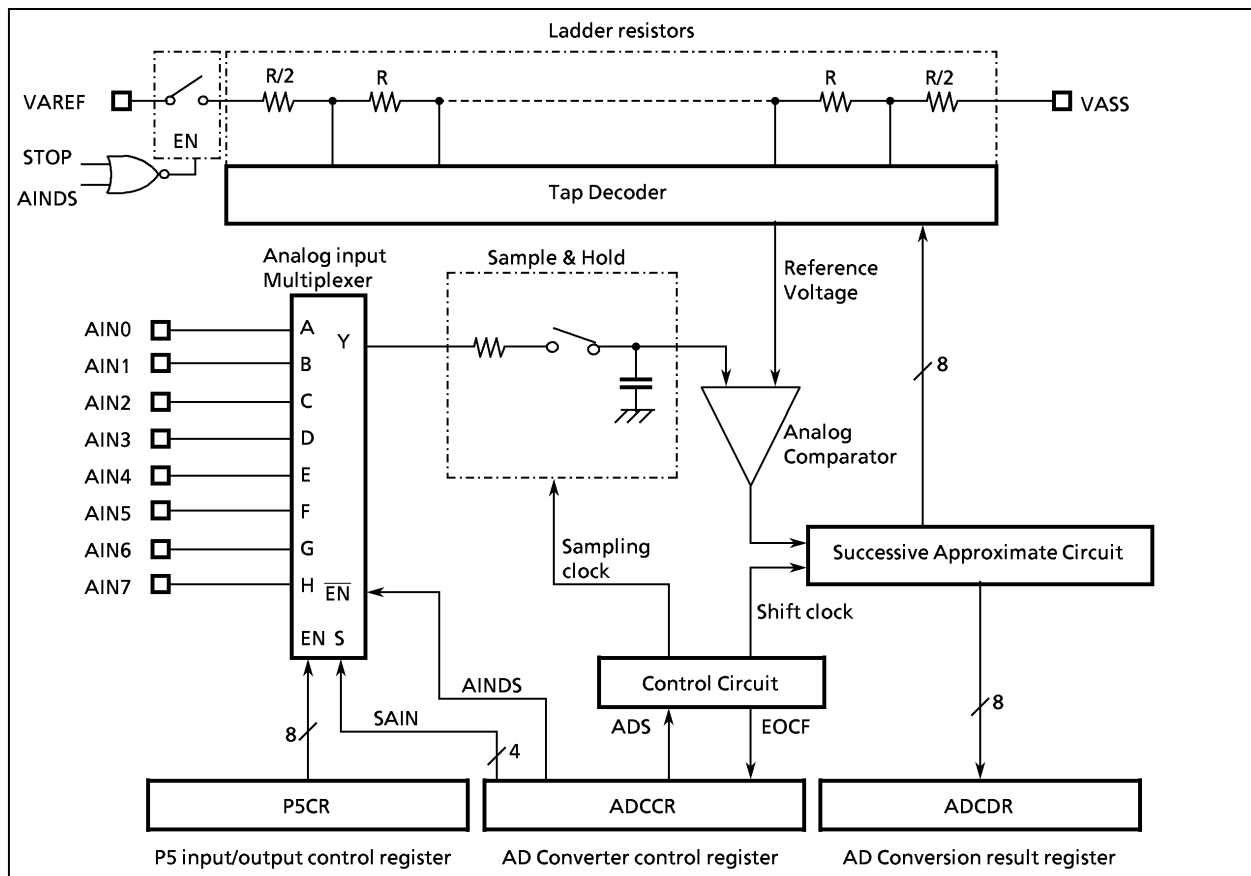 Ladder resistors
VAREF
R/2
R
R
R/2
VASS
EN
STOP
AINDS
Tap Decoder
Analog input
Multiplexer
Sample & Hold
Reference
Voltage
AIN0
A
Y
AIN1
B
AIN2
C
AIN3
D
AIN4
E
AIN5
F
AIN6
G
AIN7
H
EN
EN S
8
Analog
Comparator
Successive Approximate Circuit
Sampling
clock
Shift clock
Control Circuit
AINDS
SAIN
8
4
ADS
EOCF
8
P5CR
ADCCR
ADCDR
P5 input/output control register
AD Converter control register
AD Conversion result register